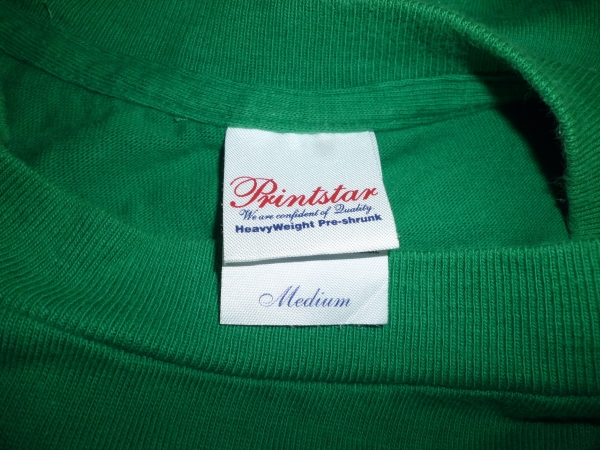 Printstar
We are confident of Quality
HeavyWeight Pre-shrunk
Medium